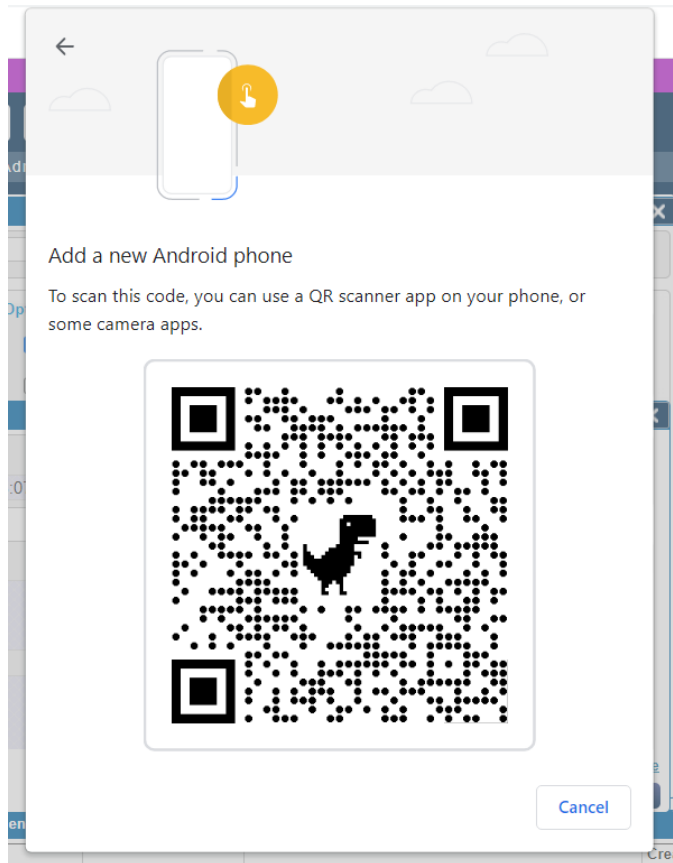 Add a new Android phone
To scan this code, you can use a QR scanner app on your phone, or
some camera apps.
Cancel